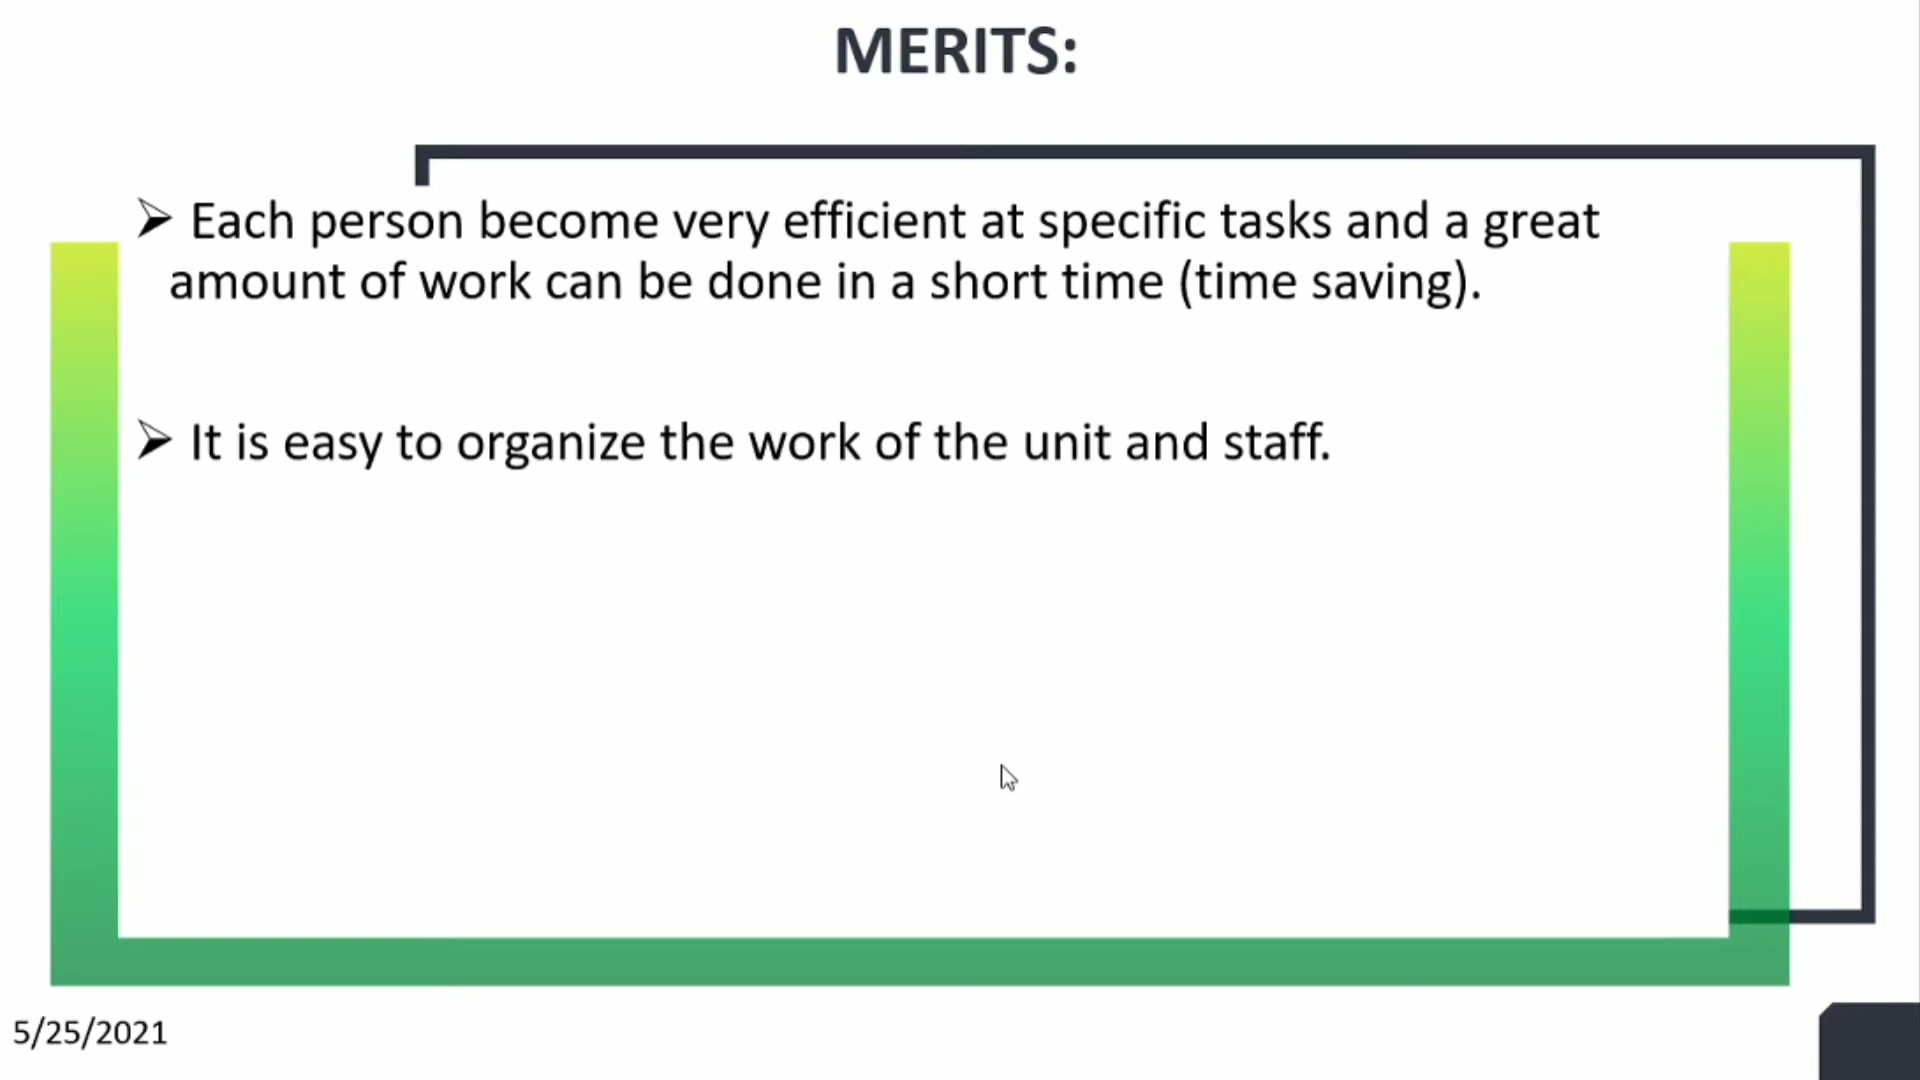 MERITS:
➢ Each person become very efficient at specific tasks and a great
amount of work can be done in a short time (time saving).
➢ It is easy to organize the work of the unit and staff.
5/25/2021